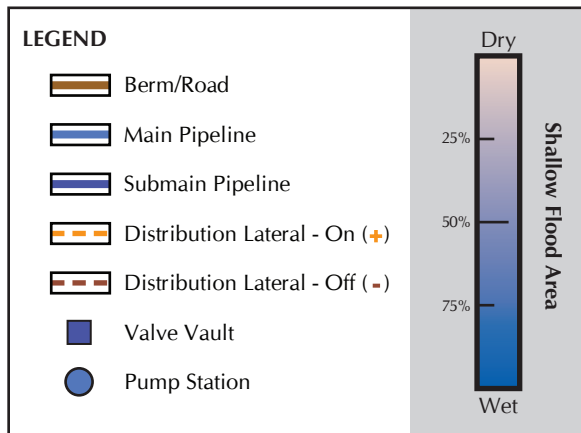 LEGEND
Berm/Road
Main Pipeline
Submain Pipeline
Distribution Lateral - On (+)
Distribution Lateral - Off (-)
Valve Vault
Pump Station
Dry
25%
50%
75%
Wet
Shallow Flood Area